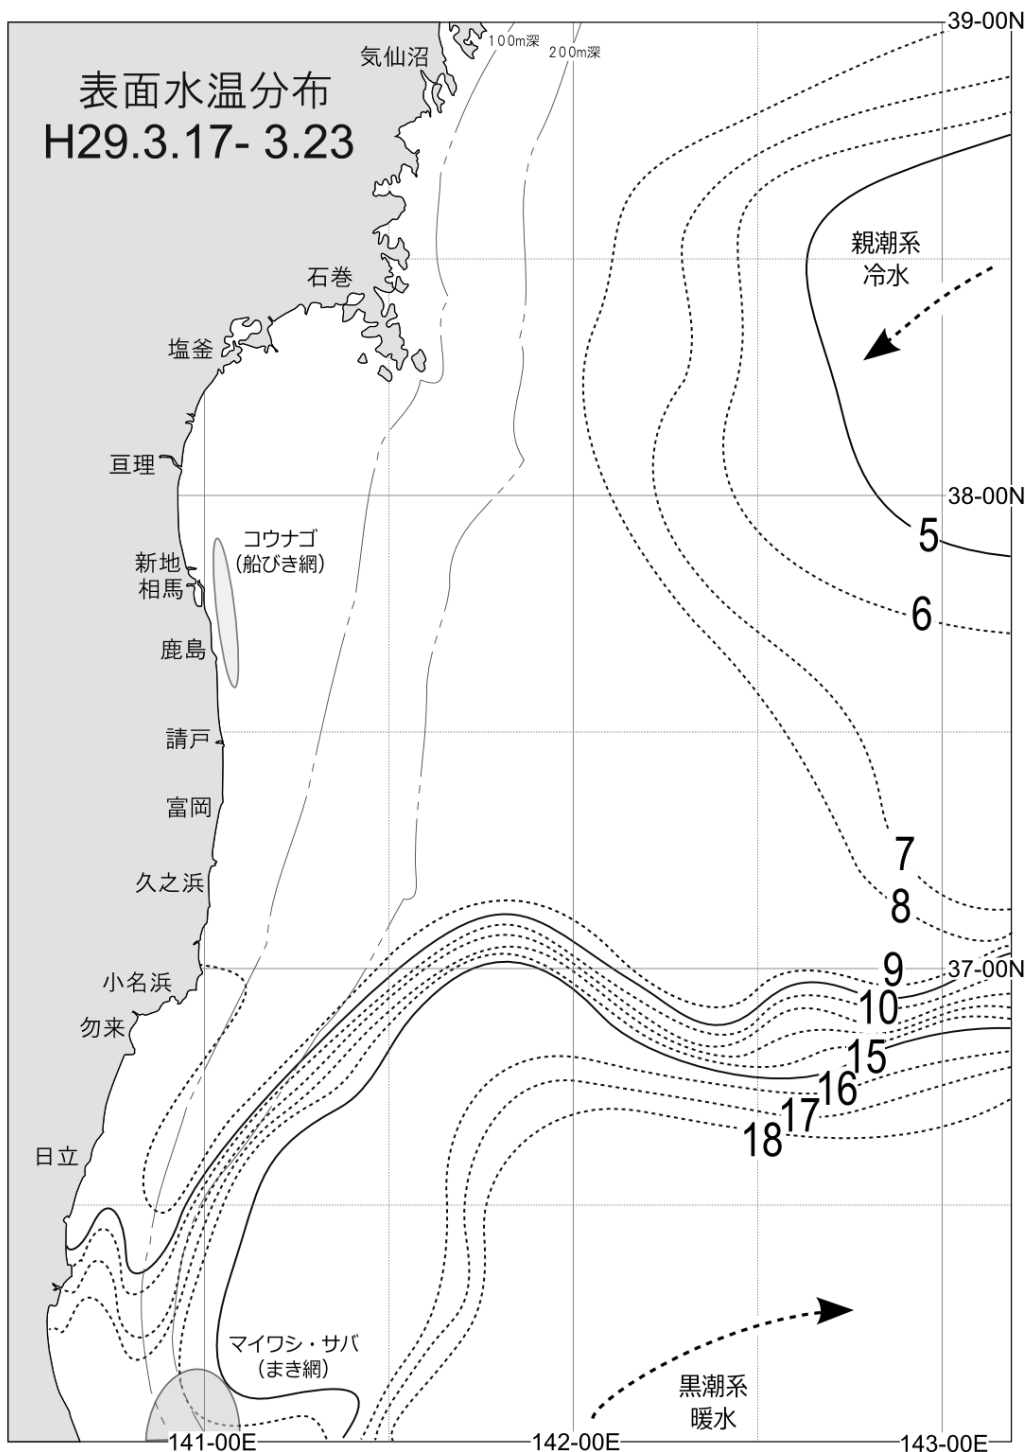 39-00N
100m深
200m深
気仙沼
表面水温分布
H29.3.17- 3.23
親潮系
冷水
石巻
塩釜
亘理
38-00N
5
コウナゴ
(船びき網)
新地
相馬
6
鹿島
請戸
富岡
7
久之浜
8
9
37-00N
小名浜
10
勿来
15
16
17
18
日立
マイワシ・サバ
(まき網)
黒潮系
暖水
141-00E
142-00E
143-00E